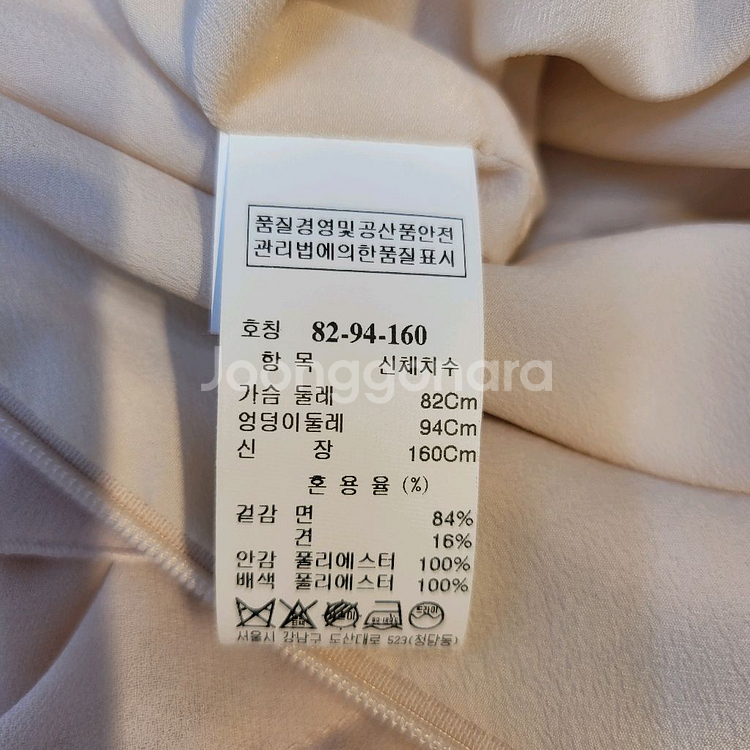 품질경영및공산품안전
관리법에의한품질표시
호칭 82-94-160
항 목 신체치수
Joonggonara
가슴 둘레 82Cm
엉덩이둘레 94Cm
신 장 160Cm
혼 용 율 (%)
겉감 면 84%
견 16%
안감 폴리에스터 100%
배색 폴리에스터 100%
드라이
서울시 강남구 도산대로 523(청담동)